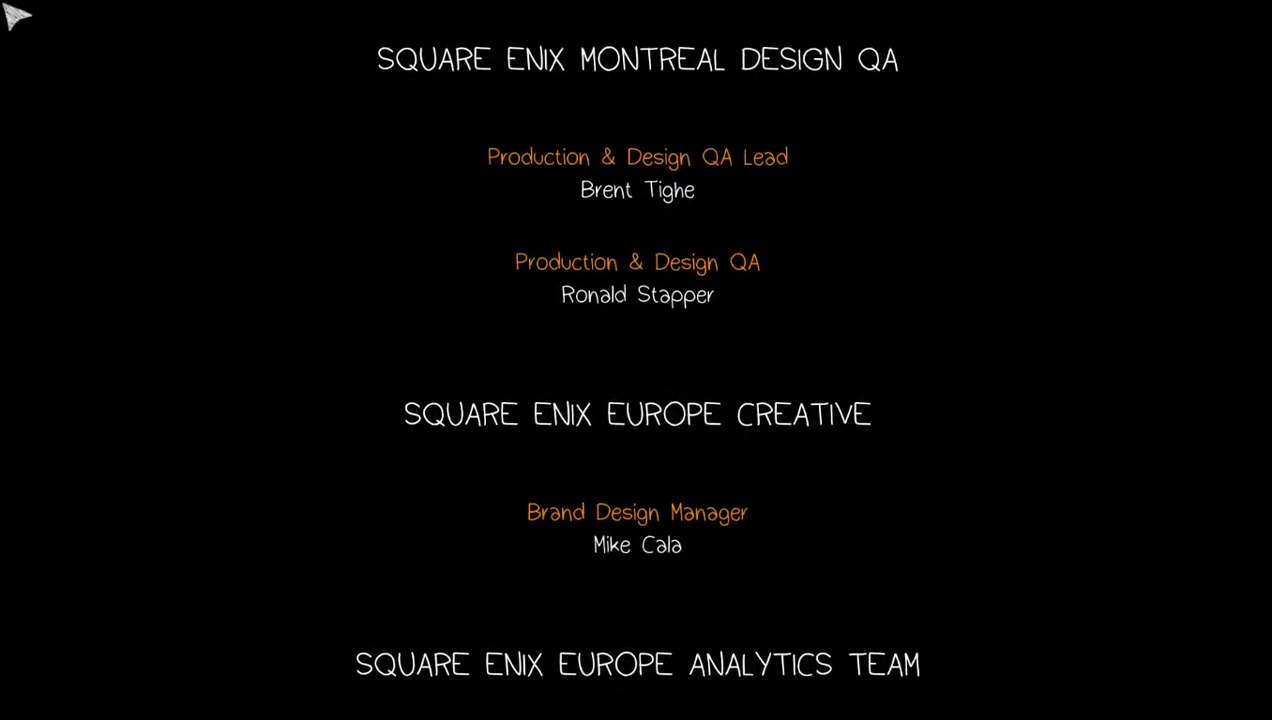 SQUARE ENIX MONTREAL DESIGN QA
Production & Design QA Lead
Brent Tighe
Production & Design QA
Ronald Stapper
SQUARE ENIX EUROPE CREATIVE
Brand Design Manager
Mike Cala
SQUARE ENIX EUROPE ANALYTICS TEAM